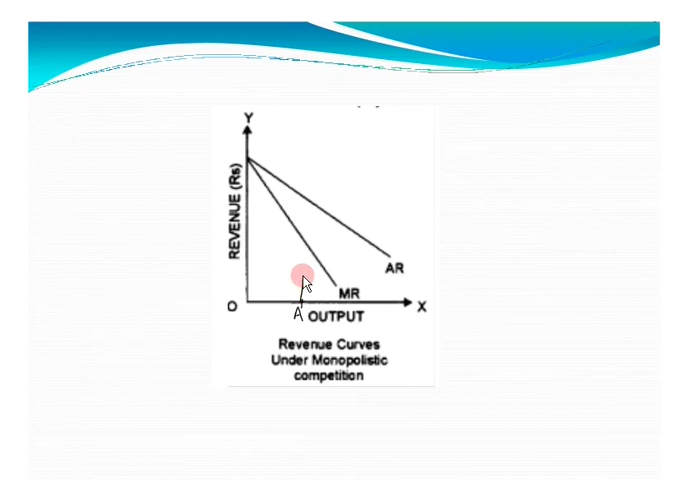 Y
REVENUE (Rs)
AR
MR
O
X
A
OUTPUT
Revenue Curves
Under Monopolistic
competition